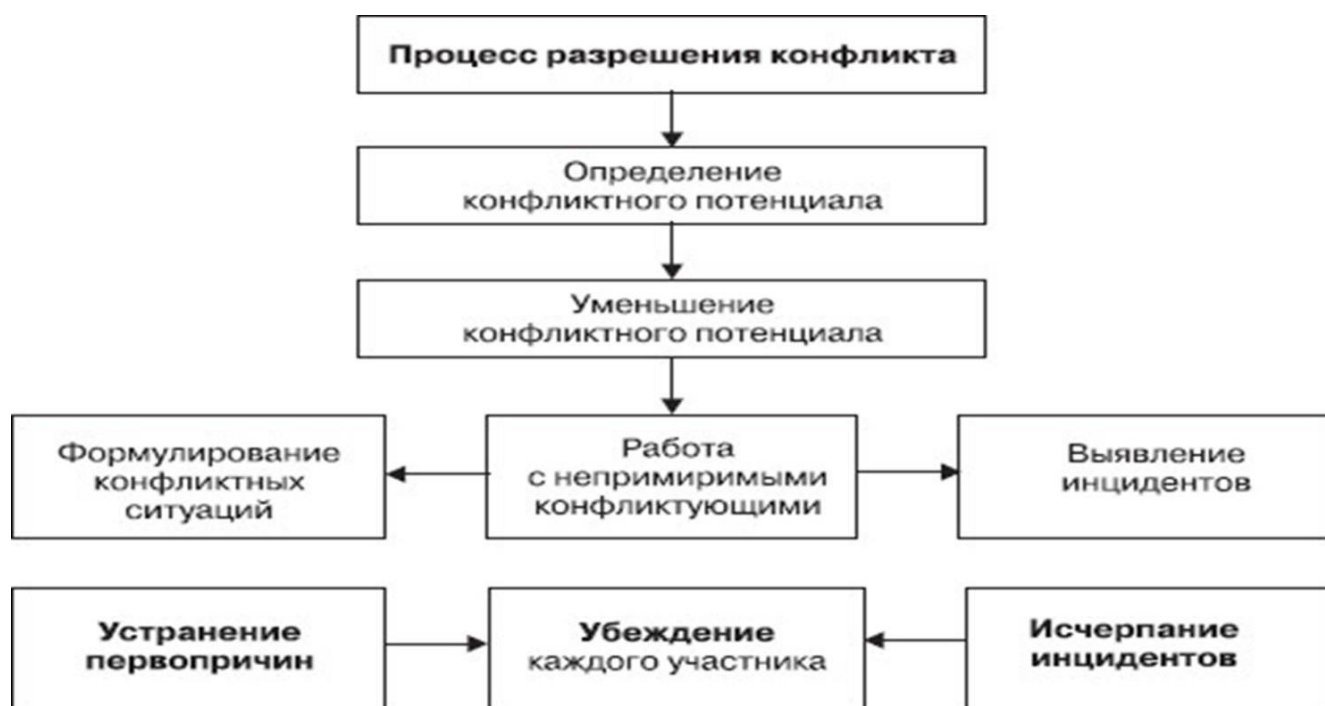 Процесс разрешения конфликта
Определение
конфликтного потенциала
Уменьшение
конфликтного потенциала
Формулирование
конфликтных
ситуаций
Работа
с непримиримыми
конфликтующими
Выявление
инцидентов
Устранение
первопричин
Убеждение
каждого участника
Исчерпание
инцидентов